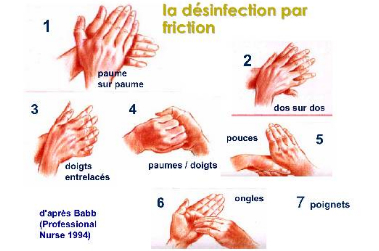 la désinfection par
friction
1
paume
sur paume
2
dos sur dos
3
doigts
entrelacés
4
paumes / doigts
pouces
5
6
ongles
7 poignets
d'après Babb
(Professional
Nurse 1994)